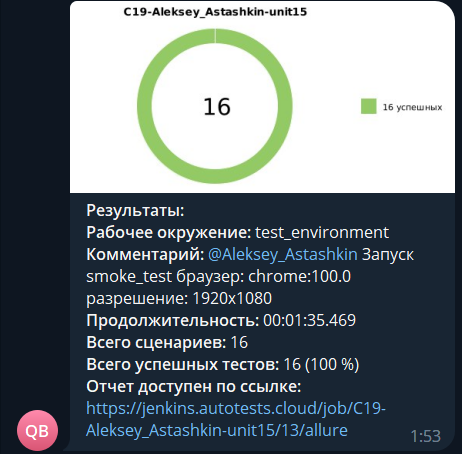 C19-Aleksey_Astashkin-unit15
16
16 успешных
Результаты:
Рабочее окружение: test_environment
Комментарий: @Aleksey_Astashkin Запуск
smoke_test браузер: chrome:100.0
разрешение: 1920x1080
Продолжительность: 00:01:35.469
Всего сценариев: 16
Всего успешных тестов: 16 (100 %)
Отчет доступен по ссылке:
https://jenkins.autotests.cloud/job/C19-
Aleksey_Astashkin-unit15/13/allure
QB
1:53